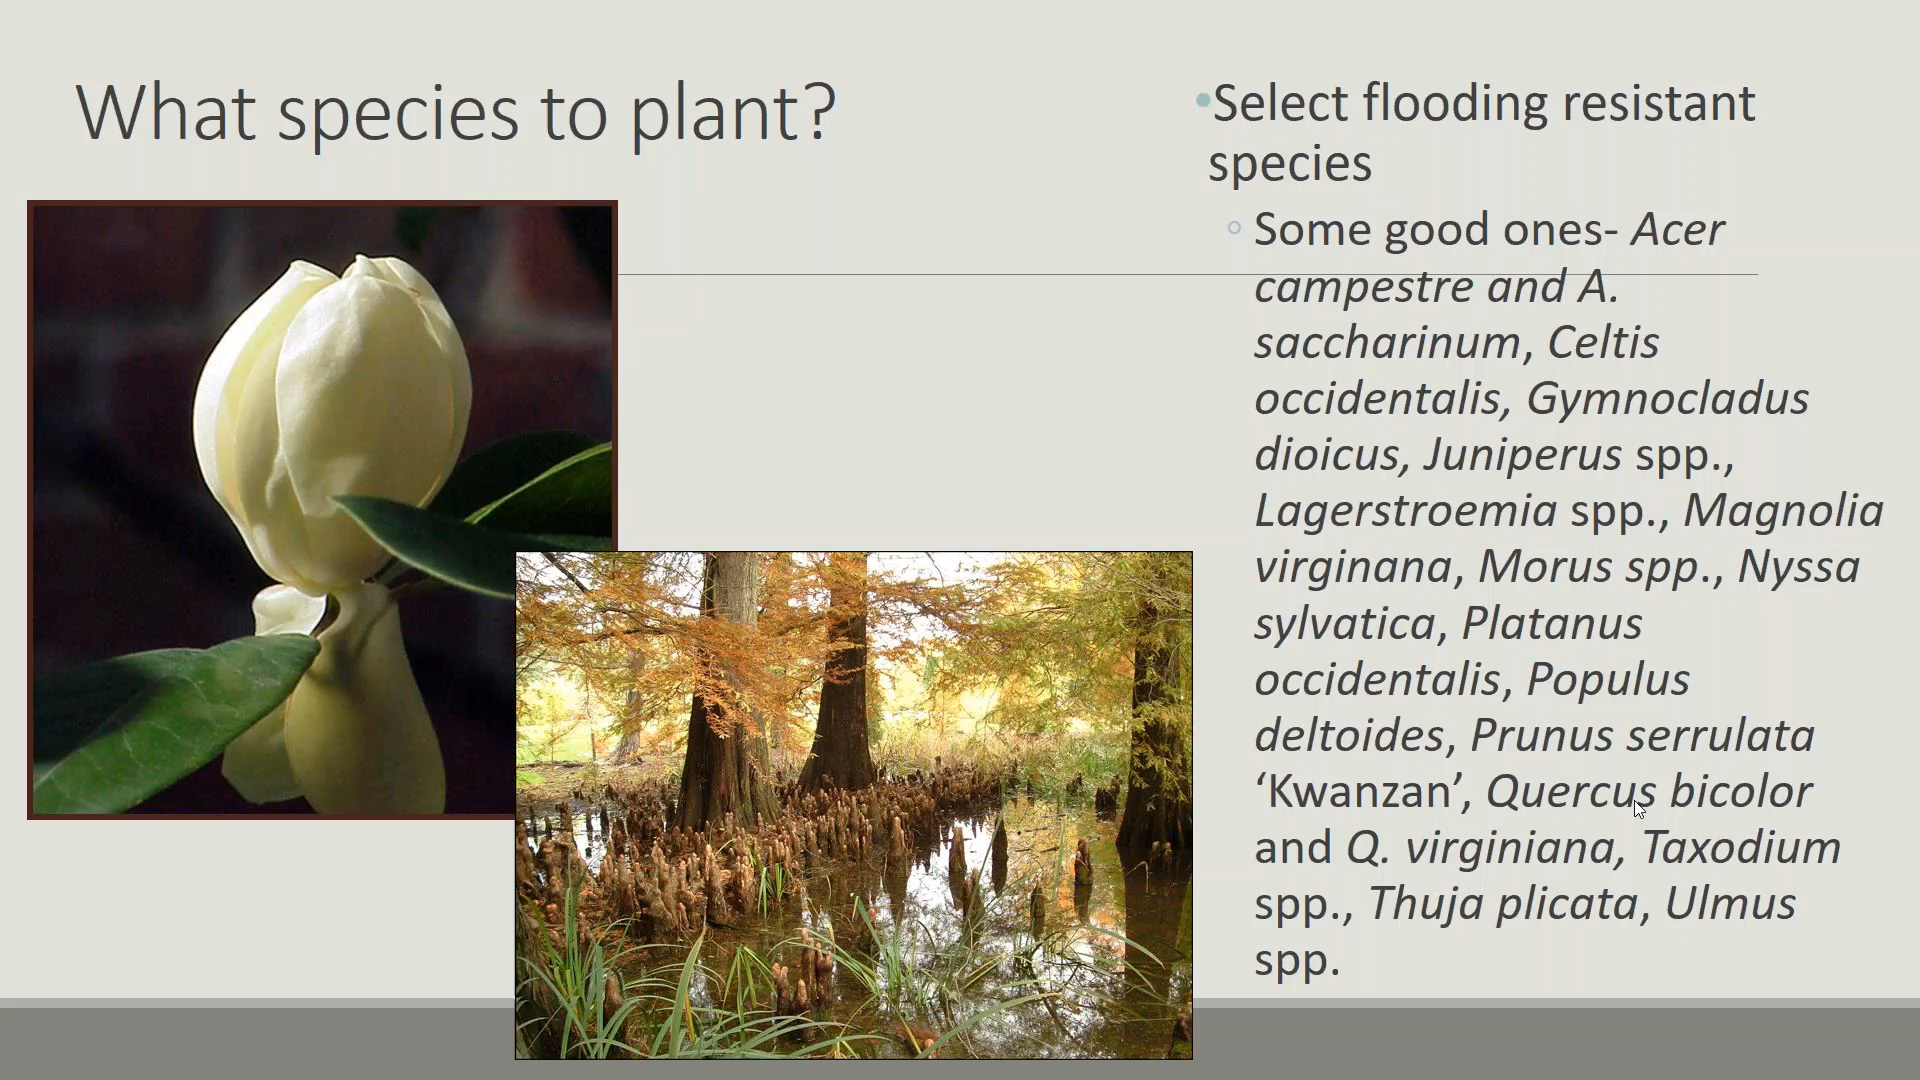 What species to plant?
•Select flooding resistant
species
◦ Some good ones- Acer
campestre and A.
saccharinum, Celtis
occidentalis, Gymnocladus
dioicus, Juniperus spp.,
Lagerstroemia spp., Magnolia
virginana, Morus spp., Nyssa
sylvatica, Platanus
occidentalis, Populus
deltoides, Prunus serrulata
‘Kwanzan’, Quercus bicolor
and Q. virginiana, Taxodium
spp., Thuja plicata, Ulmus
spp.